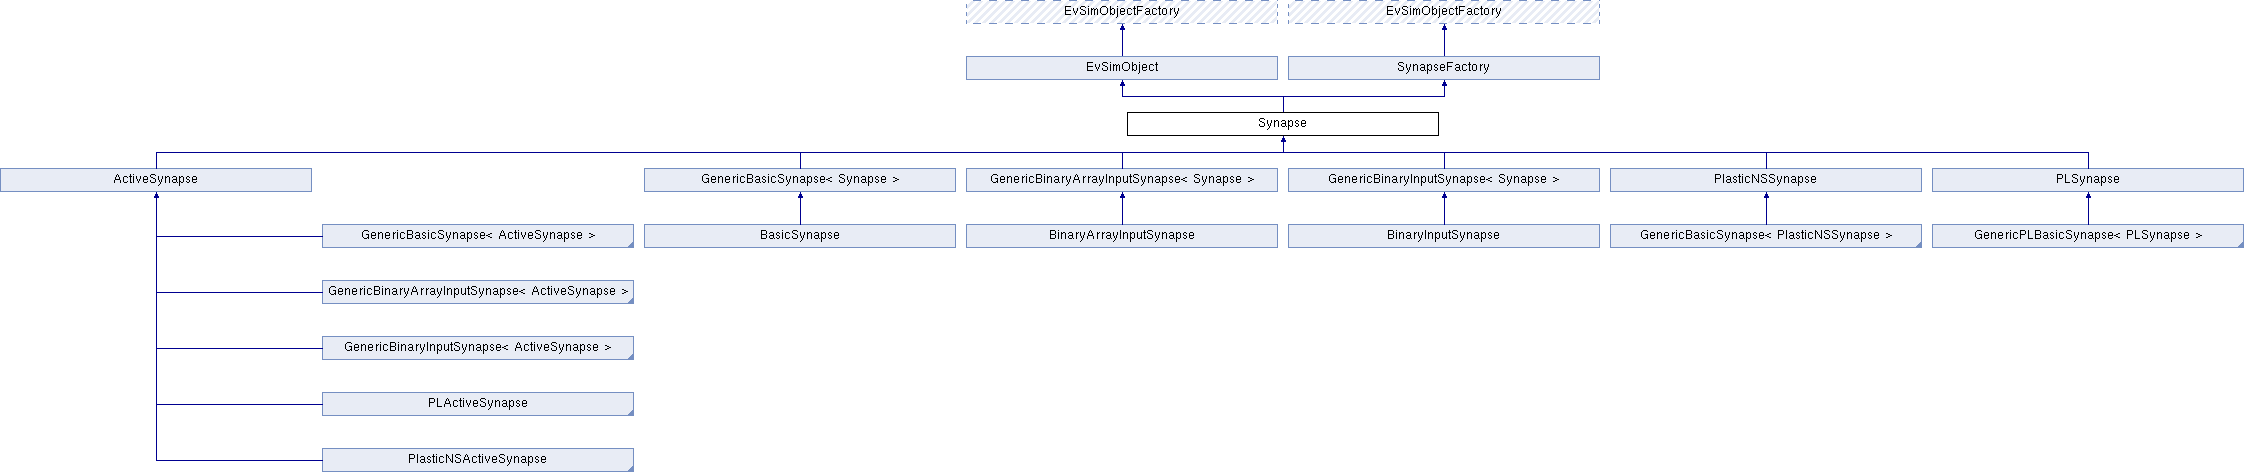 EvSimObjectFactory
EvSimObjectFactory
EvSimObject
SynapseFactory
Synapse
ActiveSynapse
GenericBasicSynapse< Synapse >
GenericBinaryArrayInputSynapse< Synapse >
GenericBinaryInputSynapse< Synapse >
PlasticNSSynapse
PLSynapse
GenericBasicSynapse< ActiveSynapse >
BasicSynapse
BinaryArrayInputSynapse
BinaryInputSynapse
GenericBasicSynapse< PlasticNSSynapse >
GenericPLBasicSynapse< PLSynapse >
GenericBinaryArrayInputSynapse< ActiveSynapse >
GenericBinaryInputSynapse< ActiveSynapse >
PLActiveSynapse
PlasticNSActiveSynapse